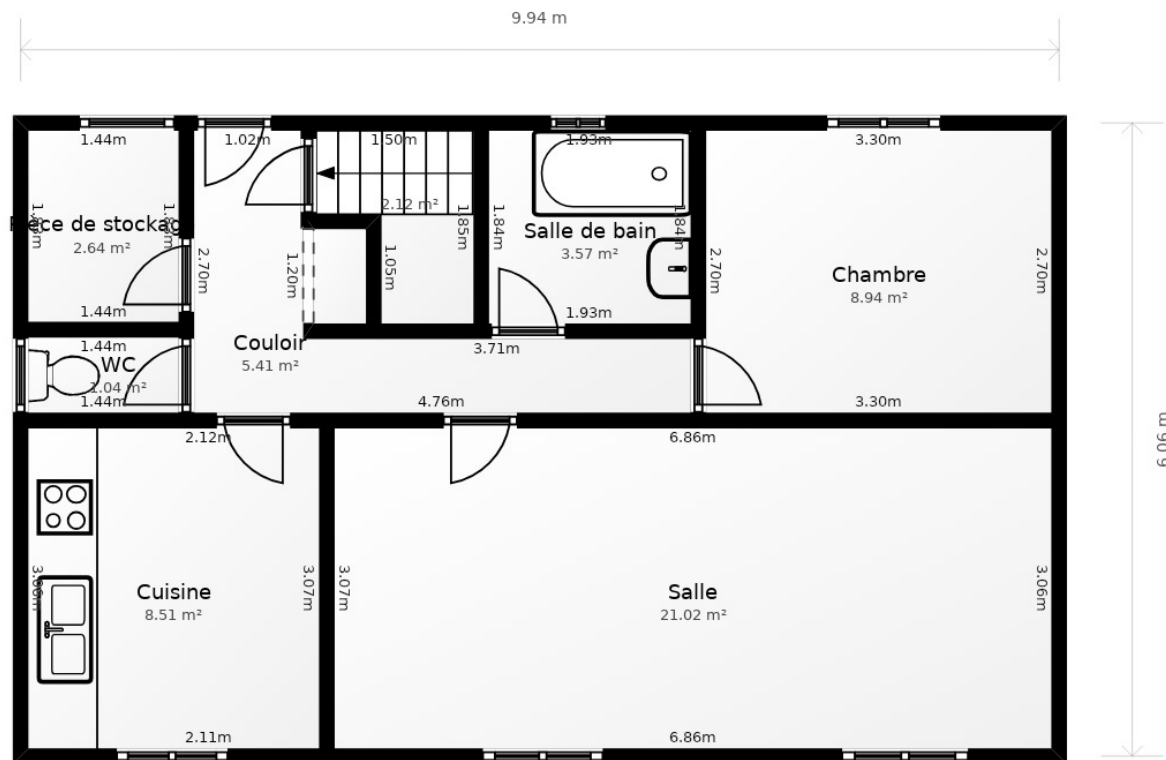 9.94 m
1.44m
1.02m
1.50m
1.93m
3.30m
2.12 m²
1.85m
1.84m
1.84m
Pièce de stockage
2.64 m²
Salle de bain
3.57 m²
2.70m
1.20m
1.05m
2.70m
2.70m
Chambre
8.94 m²
1.44m
1.93m
1.44m
WC
1.04 m²
1.44m
Couloir
5.41 m²
3.71m
4.76m
3.30m
2.12m
6.86m
3.07m
3.07m
3.06m
Cuisine
8.51 m²
Salle
21.02 m²
2.11m
6.86m